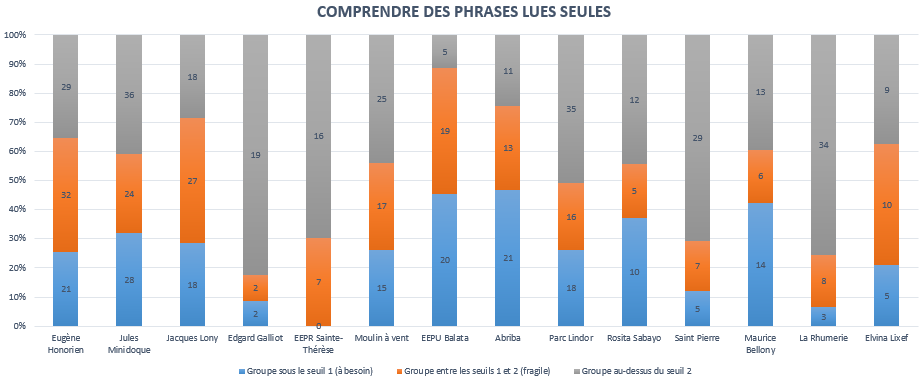 COMPRENDRE DES PHRASES LUES SEULES
100%
90%
80%
70%
60%
50%
40%
30%
20%
10%
0%
29 36 18 19 16 25 5 11 35 12 29 13 34 9
32 24 27 2 7 17 19 13 16 5 7 6 8 10
21 28 18 2 0 15 20 21 18 10 5 14 3 5
Eugène Honorien
Jules Minidoque
Jacques Lony
Edgard Galliot
EEPR Sainte-Thérèse
Moulin à vent
EEPU Balata
Abriba
Parc Lindor
Rosita Sabayo
Saint Pierre
Maurice Bellony
La Rhumerie
Elvina Lixef
Groupe sous le seuil 1 (à besoin)
Groupe entre les seuils 1 et 2 (fragile)
Groupe au-dessus du seuil 2